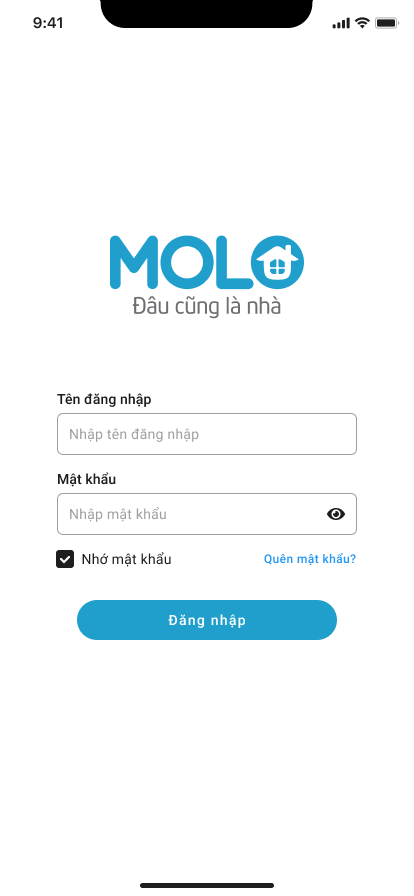 9:41
MOLO
Đâu cũng là nhà
Tên đăng nhập
Nhập tên đăng nhập
Mật khẩu
Nhập mật khẩu
Nhớ mật khẩu Quên mật khẩu?
Đăng nhập